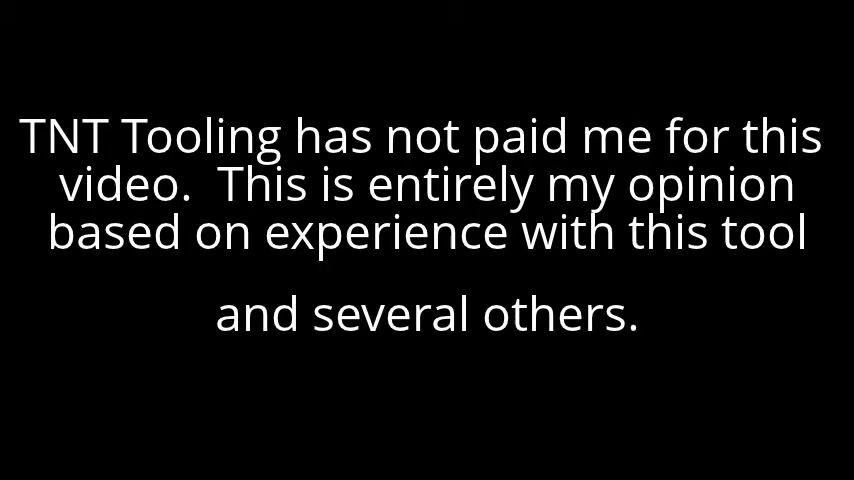 TNT Tooling has not paid me for this
video.  This is entirely my opinion
based on experience with this tool
and several others.